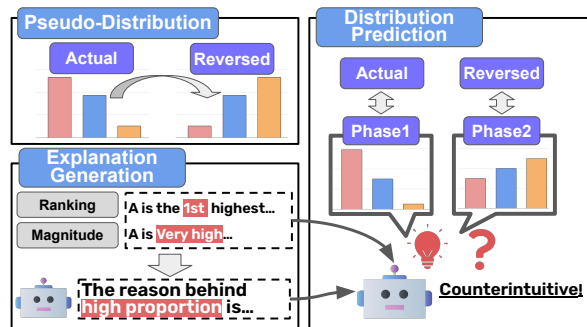 Pseudo-Distribution
Actual
Reversed
Explanation
Generation
Ranking
Magnitude
A is the 1st highest...
A is Very high...
The reason behind
high proportion is...
Distribution
Prediction
Actual
Reversed
Phase1
Phase2
?
Counterintuitive!